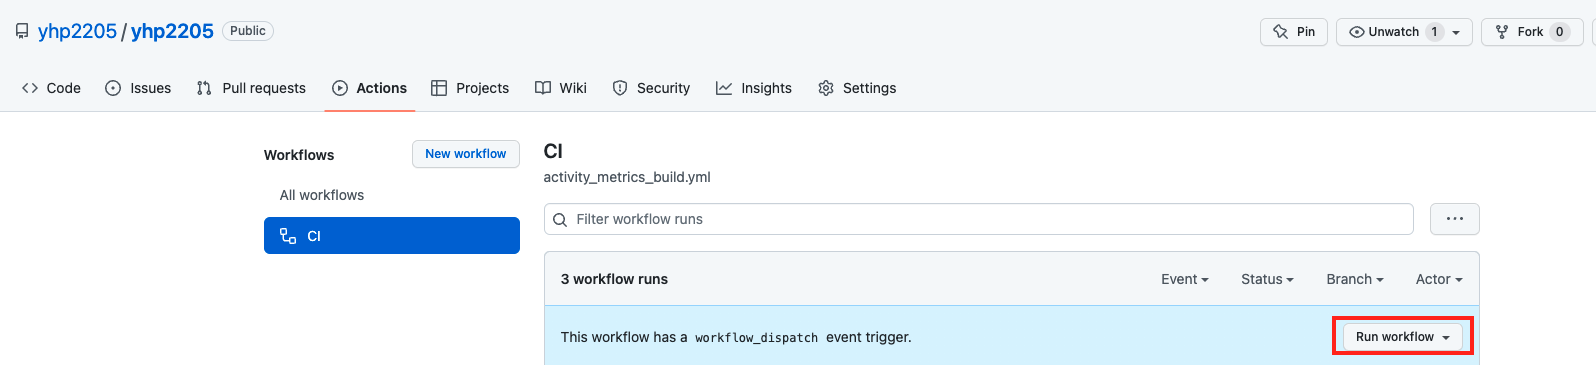 yhp2205 / yhp2205 Public
Pin Unwatch 1 Fork 0
Code Issues Pull requests Actions Projects Wiki Security Insights Settings
Workflows New workflow
All workflows
CI
CI
activity_metrics_build.yml
Filter workflow runs ...
3 workflow runs Event Status Branch Actor
This workflow has a workflow_dispatch event trigger. Run workflow